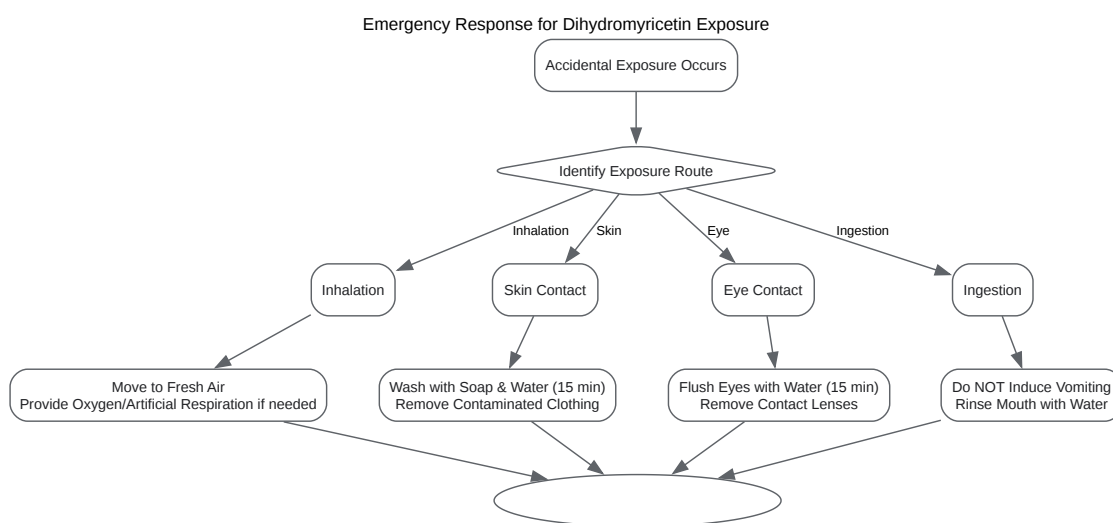 Emergency Response for Dihydromyricetin Exposure
Accidental Exposure Occurs
Identify Exposure Route
Inhalation
Skin
Eye
Ingestion
Inhalation
Skin Contact
Eye Contact
Ingestion
Move to Fresh Air
Provide Oxygen/Artificial Respiration if needed
Wash with Soap & Water (15 min)
Remove Contaminated Clothing
Flush Eyes with Water (15 min)
Remove Contact Lenses
Do NOT Induce Vomiting
Rinse Mouth with Water